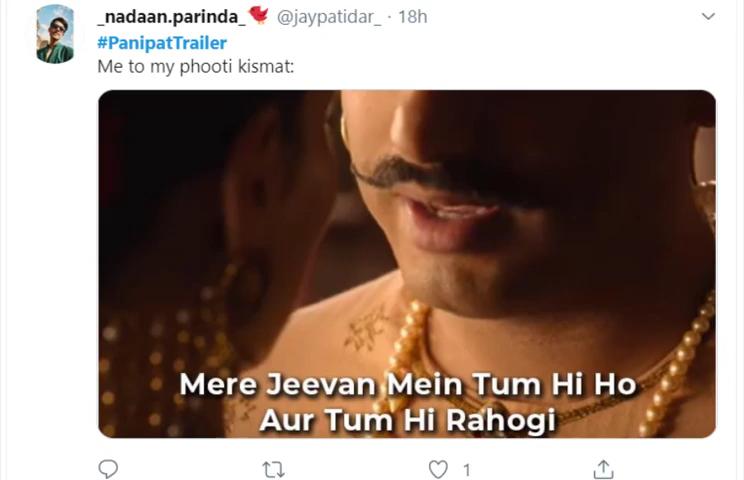 _nadaan.parinda_ @jaypatidar_ · 18h
#PanipatTrailer
Me to my phooti kismat:
Mere Jeevan Mein Tum Hi Ho
Aur Tum Hi Rahogi
1